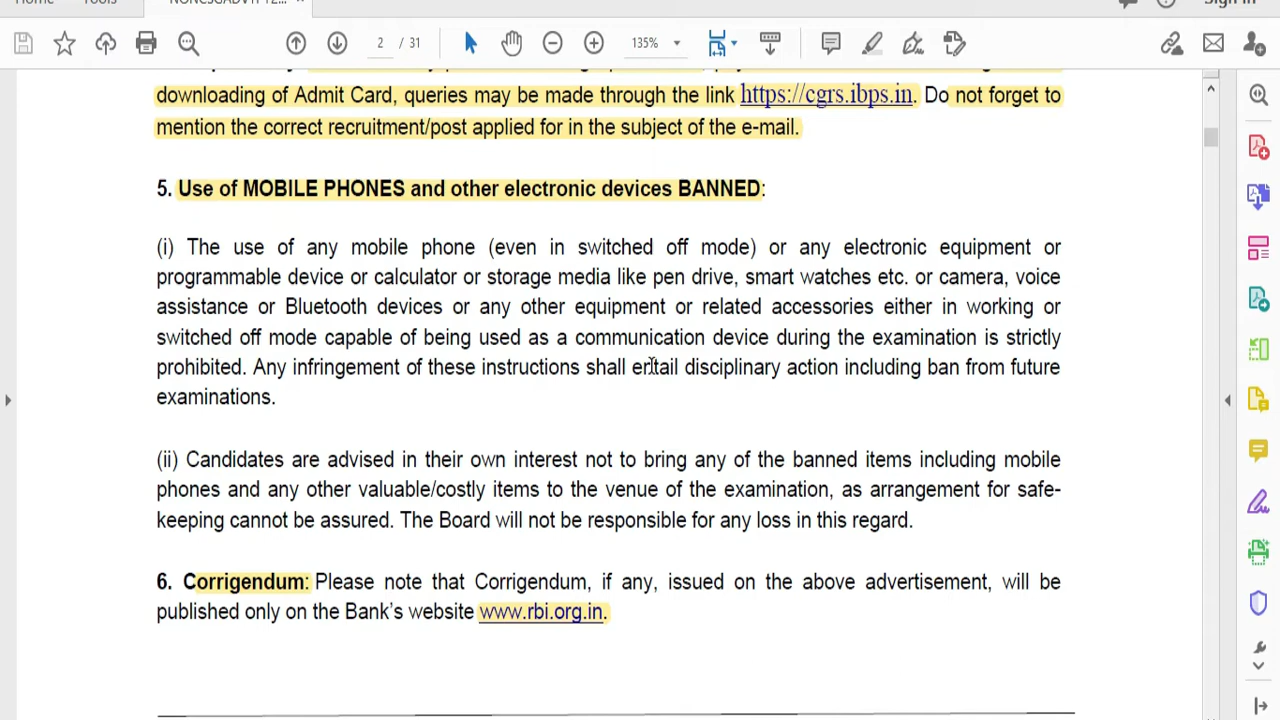 Home Tools
2 / 31 135%
downloading of Admit Card, queries may be made through the link https://cgrs.ibps.in. Do not forget to
mention the correct recruitment/post applied for in the subject of the e-mail.
5. Use of MOBILE PHONES and other electronic devices BANNED:
(i) The use of any mobile phone (even in switched off mode) or any electronic equipment or
programmable device or calculator or storage media like pen drive, smart watches etc. or camera, voice
assistance or Bluetooth devices or any other equipment or related accessories either in working or
switched off mode capable of being used as a communication device during the examination is strictly
prohibited. Any infringement of these instructions shall entail disciplinary action including ban from future
examinations.
(ii) Candidates are advised in their own interest not to bring any of the banned items including mobile
phones and any other valuable/costly items to the venue of the examination, as arrangement for safe-
keeping cannot be assured. The Board will not be responsible for any loss in this regard.
6. Corrigendum: Please note that Corrigendum, if any, issued on the above advertisement, will be
published only on the Bank's website www.rbi.org.in.